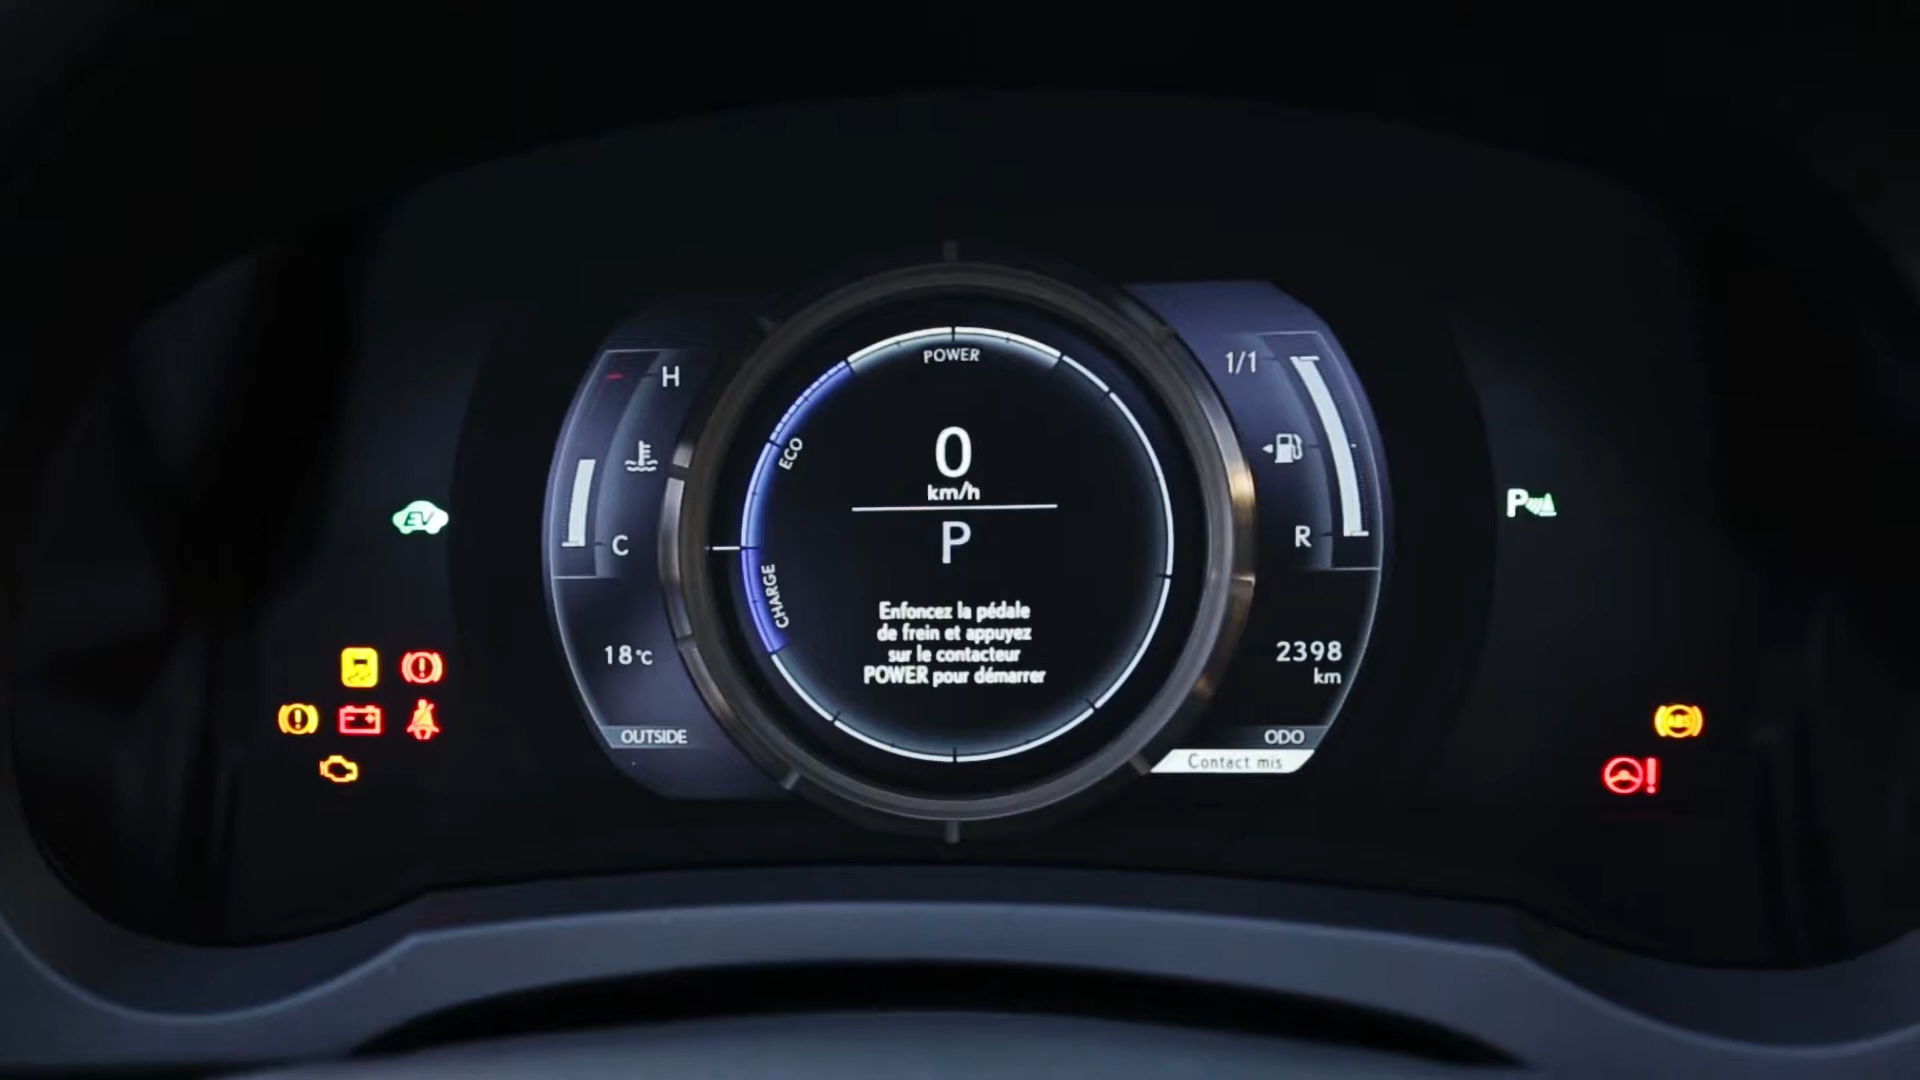 POWER
H
1/1
ECO
0
km/h
EV
P
C
R
P
CHARGE
Enfoncez la pédale
de frein et appuyez
sur le contacteur
POWER pour démarrer
18°C
2398
km
OUTSIDE
ODO
Contact mis
ABS